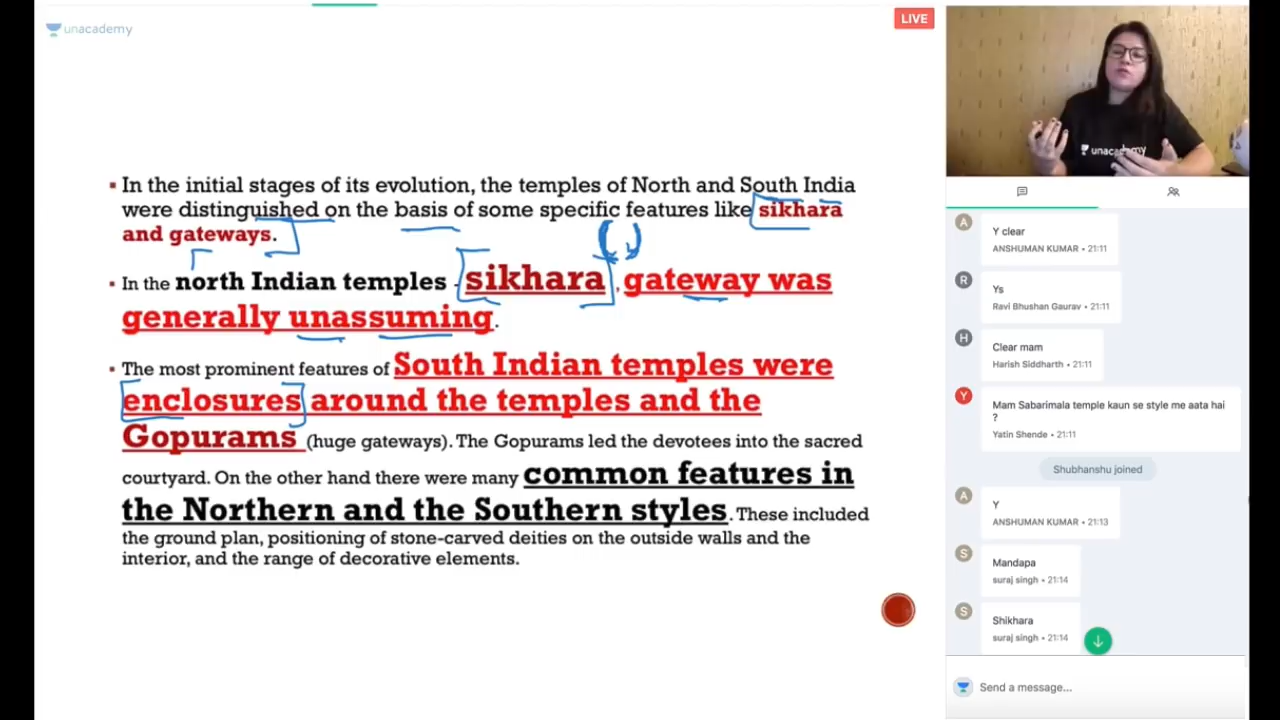 unacademy
LIVE
In the initial stages of its evolution, the temples of North and South India
were distinguished on the basis of some specific features like sikhara
and gateways.
In the north Indian temples - sikhara , gateway was
generally unassuming.
The most prominent features of South Indian temples were
enclosures around the temples and the
Gopurams (huge gateways). The Gopurams led the devotees into the sacred
courtyard. On the other hand there were many common features in
the Northern and the Southern styles. These included
the ground plan, positioning of stone-carved deities on the outside walls and the
interior, and the range of decorative elements.
unacademy
A
Y clear
ANSHUMAN KUMAR • 21:11
R
Ys
Ravi Bhushan Gaurav • 21:11
H
Clear mam
Harish Siddharth • 21:11
Y
Mam Sabarimala temple kaun se style me aata hai
?
Yatin Shende • 21:11
Shubhanshu joined
A
Y
ANSHUMAN KUMAR • 21:13
S
Mandapa
suraj singh • 21:14
S
Shikhara
suraj singh • 21:14
Send a message...